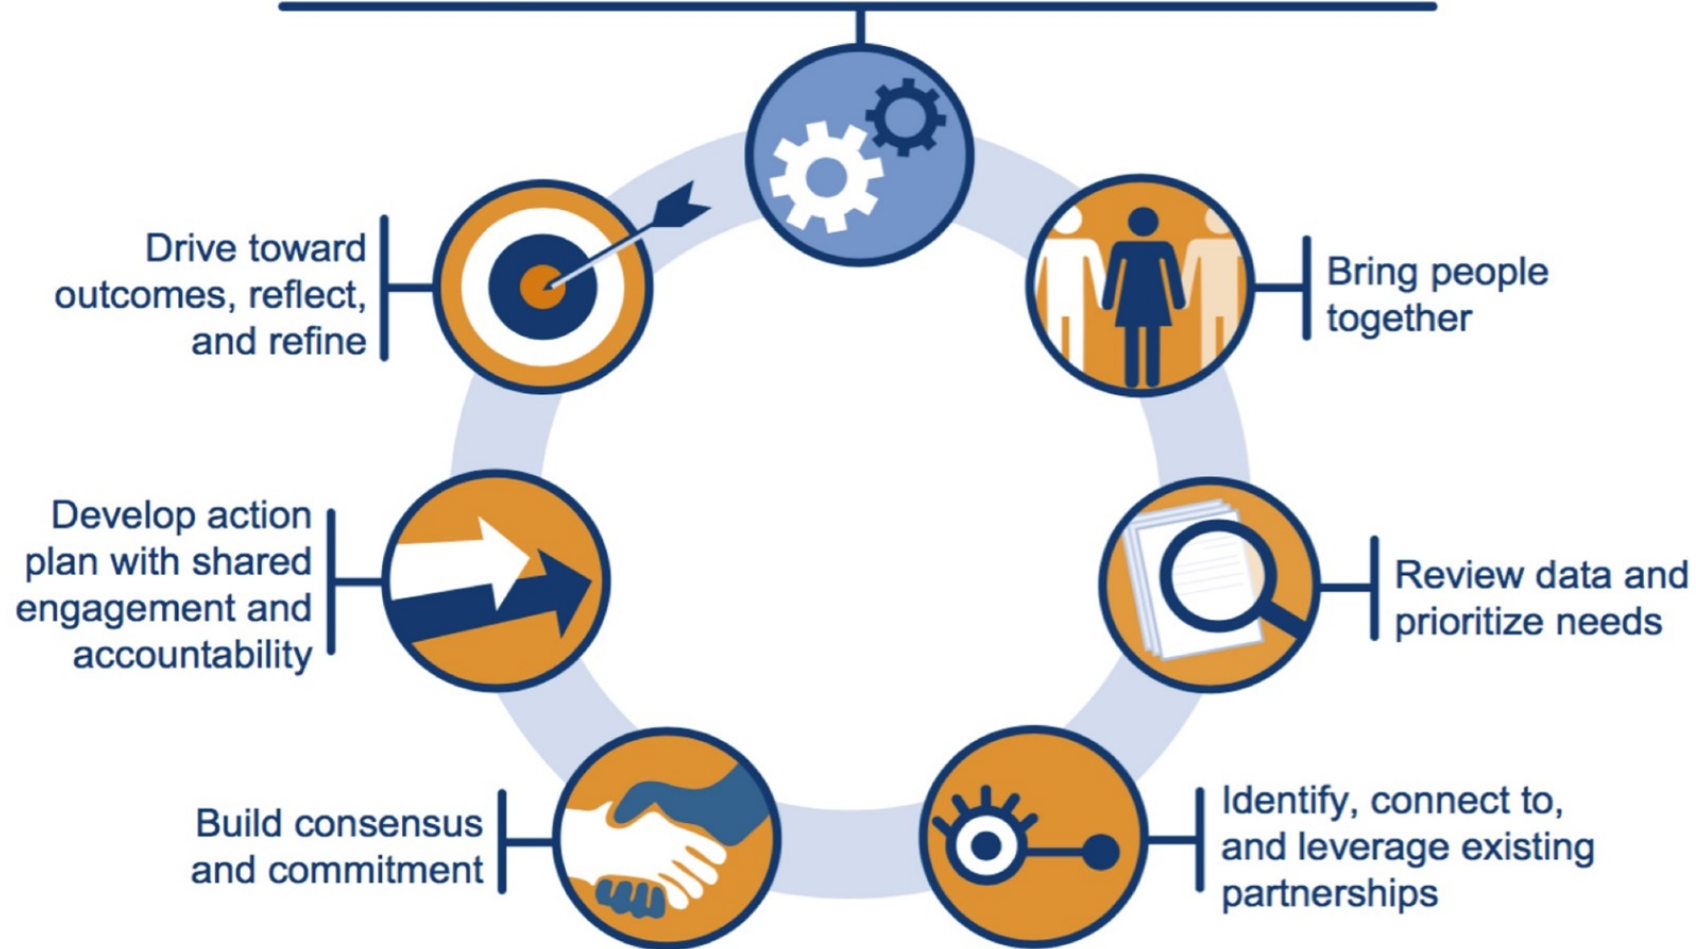 Drive toward
outcomes, reflect,
and refine
Bring people
together
Develop action
plan with shared
engagement and
accountability
Review data and
prioritize needs
Build consensus
and commitment
Identify, connect to,
and leverage existing
partnerships